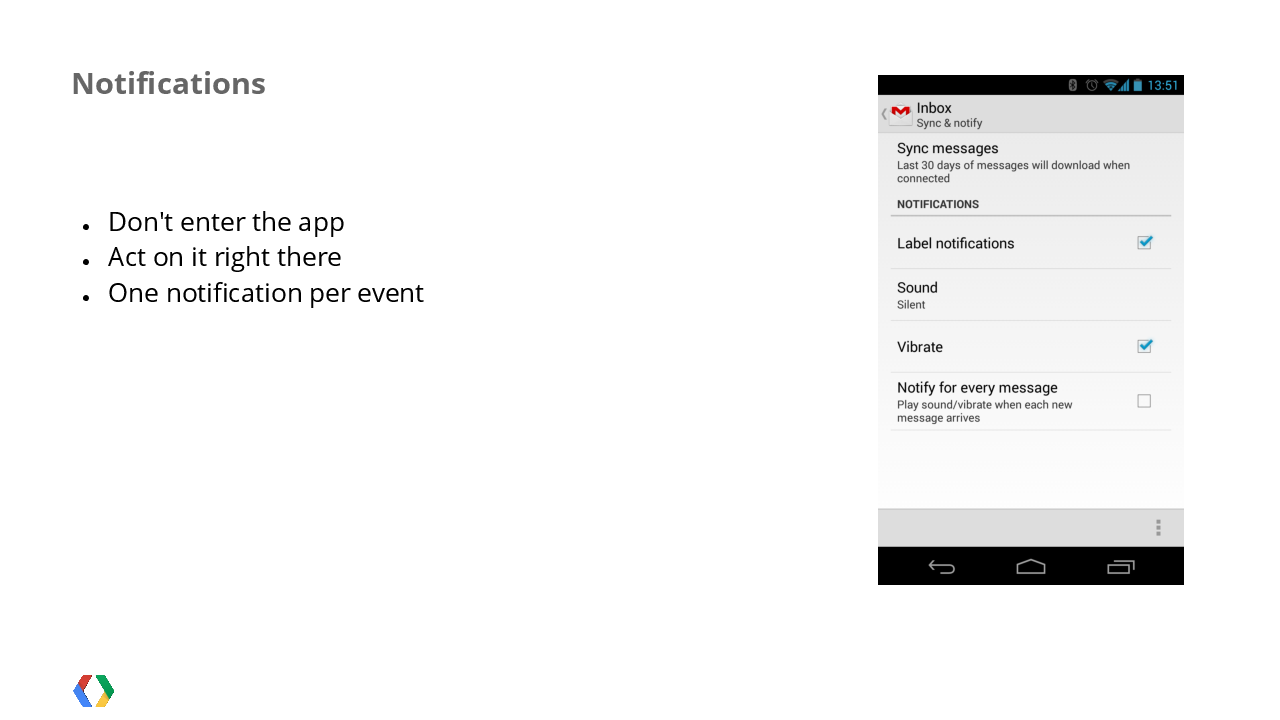 Notifications
Don't enter the app
Act on it right there
One notification per event
13:51
Inbox
Sync & notify
Sync messages
Last 30 days of messages will download when
connected
NOTIFICATIONS
Label notifications
Sound
Silent
Vibrate
Notify for every message
Play sound/vibrate when each new
message arrives